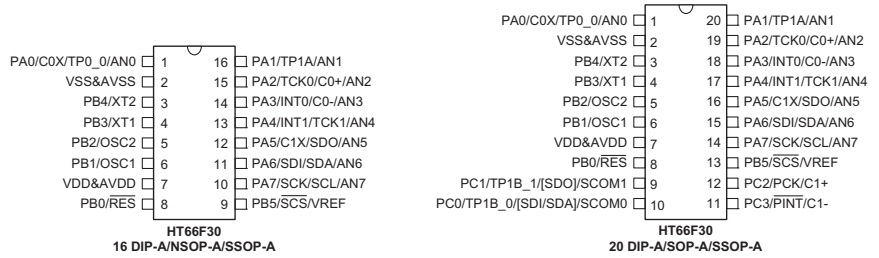 PA0/C0X/TP0_0/AN0 1 16 PA1/TP1A/AN1
VSS&AVSS 2 15 PA2/TCK0/C0+/AN2
PB4/XT2 3 14 PA3/INT0/C0-/AN3
PB3/XT1 4 13 PA4/INT1/TCK1/AN4
PB2/OSC2 5 12 PA5/C1X/SDO/AN5
PB1/OSC1 6 11 PA6/SDI/SDA/AN6
VDD&AVDD 7 10 PA7/SCK/SCL/AN7
PB0/RES 8 9 PB5/SCS/VREF
HT66F30
16 DIP-A/NSOP-A/SSOP-A
PA0/C0X/TP0_0/AN0 1 20 PA1/TP1A/AN1
VSS&AVSS 2 19 PA2/TCK0/C0+/AN2
PB4/XT2 3 18 PA3/INT0/C0-/AN3
PB3/XT1 4 17 PA4/INT1/TCK1/AN4
PB2/OSC2 5 16 PA5/C1X/SDO/AN5
PB1/OSC1 6 15 PA6/SDI/SDA/AN6
VDD&AVDD 7 14 PA7/SCK/SCL/AN7
PB0/RES 8 13 PB5/SCS/VREF
PC1/TP1B_1/[SDO]/SCOM1 9 12 PC2/PCK/C1+
PC0/TP1B_0/[SDI/SDA]/SCOM0 10 11 PC3/PINT/C1-
HT66F30
20 DIP-A/SOP-A/SSOP-A